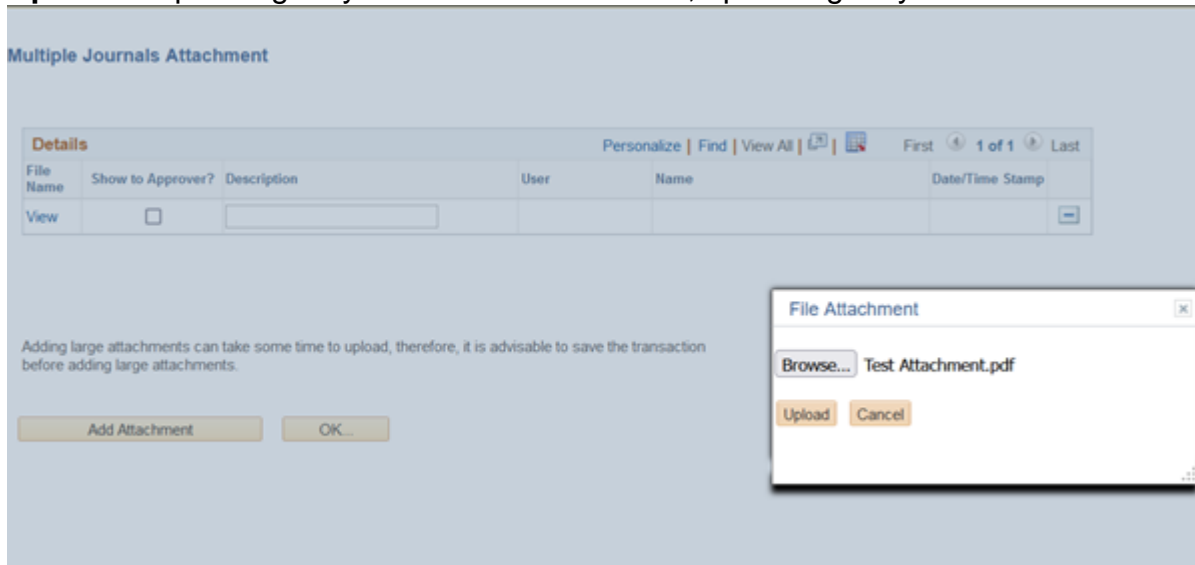 Multiple Journals Attachment
Details Personalize | Find | View All | | First 1 of 1 Last
File Name Show to Approver? Description User Name Date/Time Stamp
View
File Attachment
Adding large attachments can take some time to upload, therefore, it is advisable to save the transaction
before adding large attachments.
Browse... Test Attachment.pdf
Upload Cancel
Add Attachment OK...